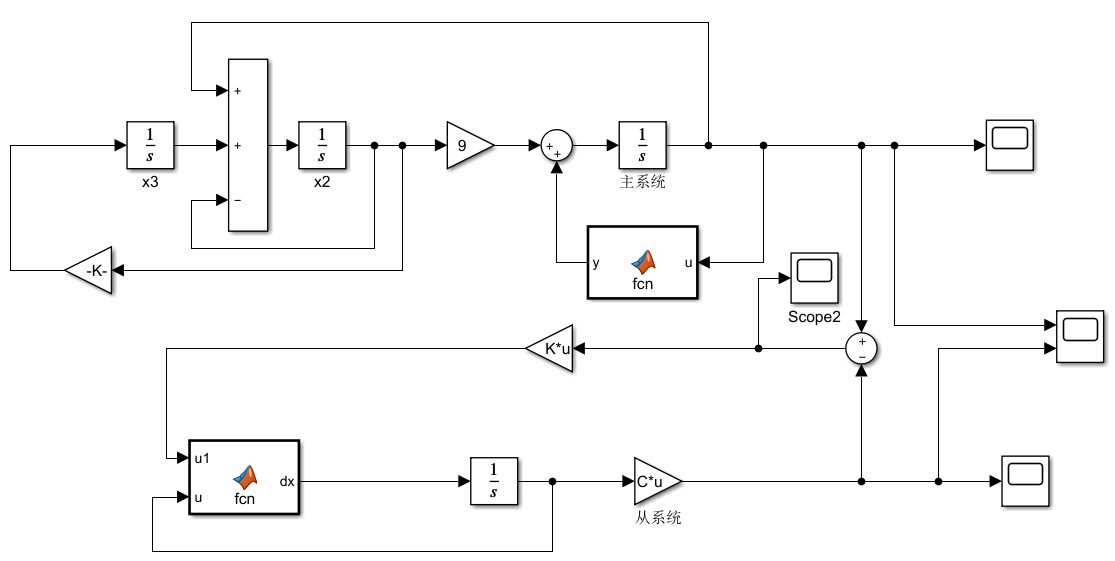 +
+
−
1
s
x3
1
s
x2
9
+
+
1
s
主系统
-K-
y
fcn
u
Scope2
K*u
+
−
u1
u
fcn
dx
1
s
C*u
从系统